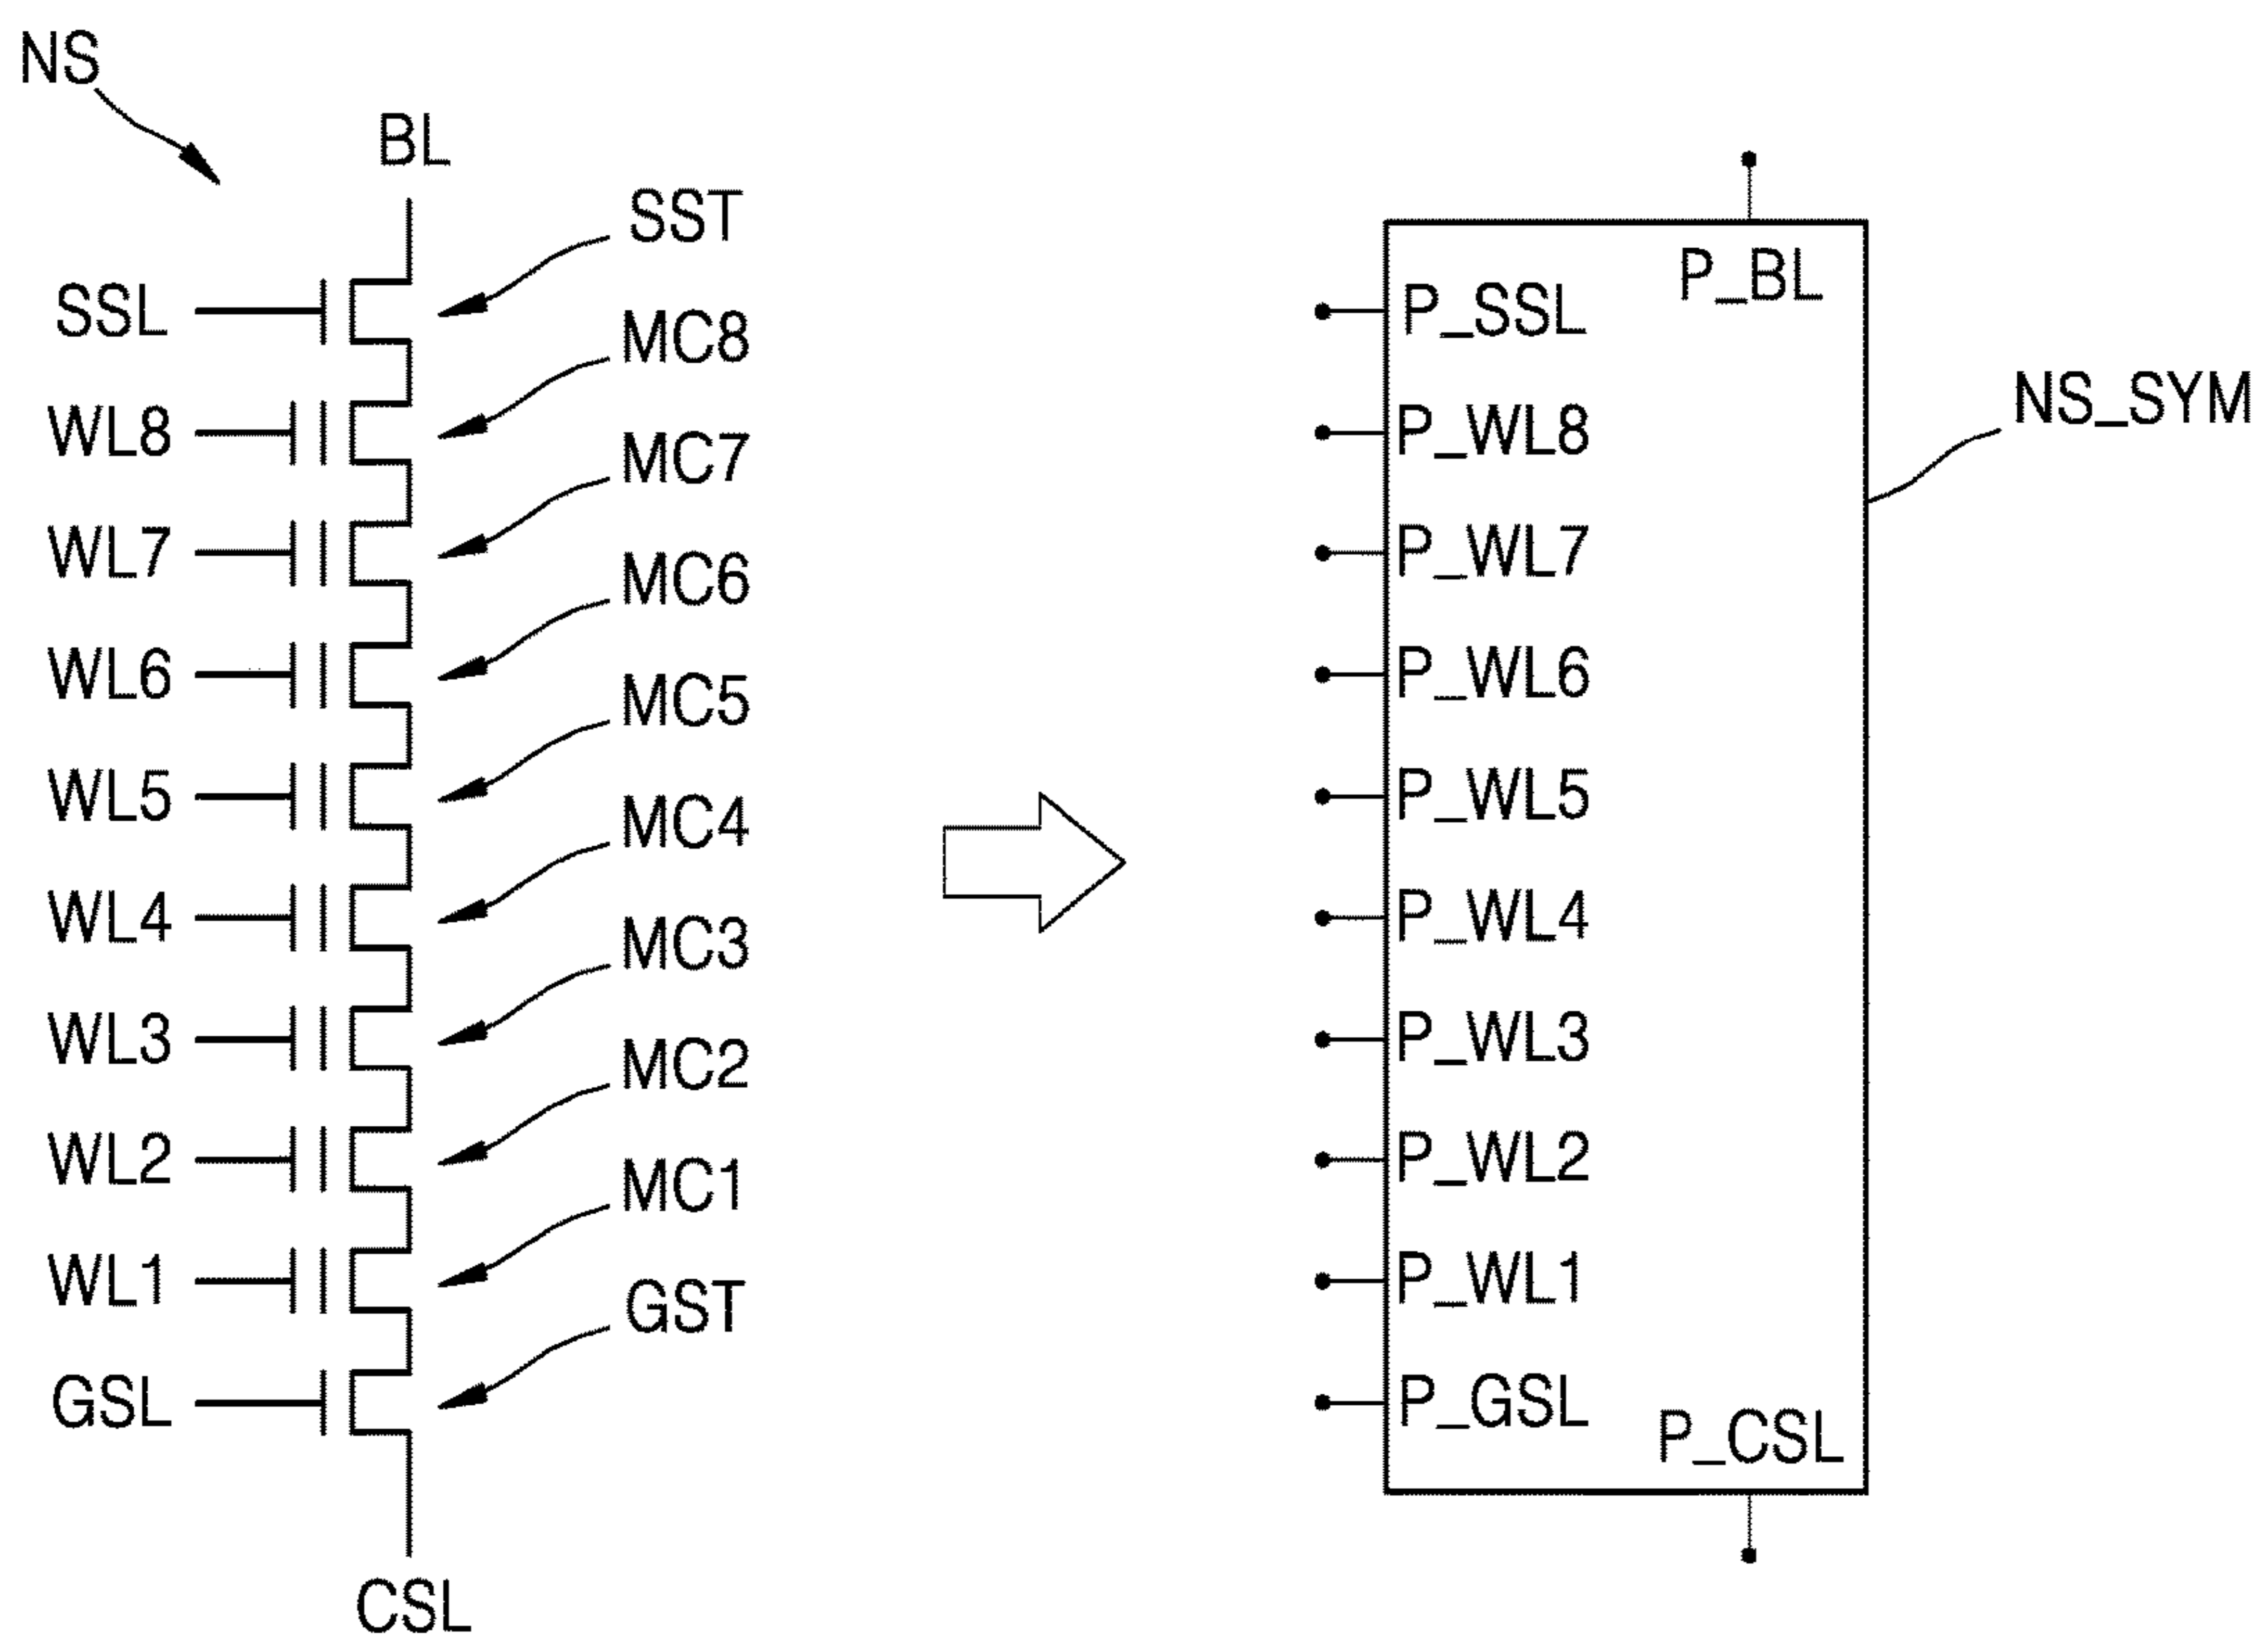 NS
BL
SST
SSL
MC8
WL8
MC7
WL7
MC6
WL6
MC5
WL5
MC4
WL4
MC3
WL3
MC2
WL2
MC1
WL1
GST
GSL
CSL
P_BL
P_SSL
NS_SYM
P_WL8
P_WL7
P_WL6
P_WL5
P_WL4
P_WL3
P_WL2
P_WL1
P_GSL
P_CSL